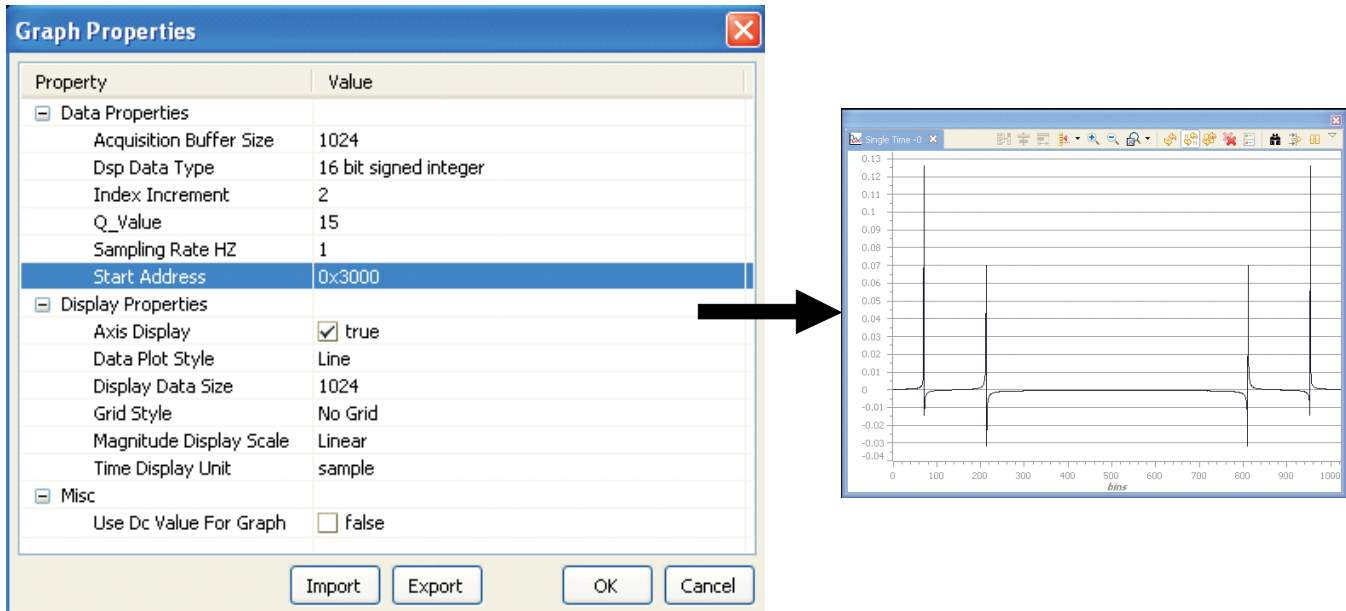 Graph Properties
Property Value
Data Properties
Acquisition Buffer Size 1024
Dsp Data Type 16 bit signed integer
Index Increment 2
Q_Value 15
Sampling Rate HZ 1
Start Address 0x3000
Display Properties
Axis Display true
Data Plot Style Line
Display Data Size 1024
Grid Style No Grid
Magnitude Display Scale Linear
Time Display Unit sample
Misc
Use Dc Value For Graph false
Import Export OK Cancel
Single Time -0
0.13
0.12
0.11
0.1
0.09
0.08
0.07
0.06
0.05
0.04
0.03
0.02
0.01
0
-0.01
-0.02
-0.03
-0.04
0 100 200 300 400 500 600 700 800 900 1000
bins